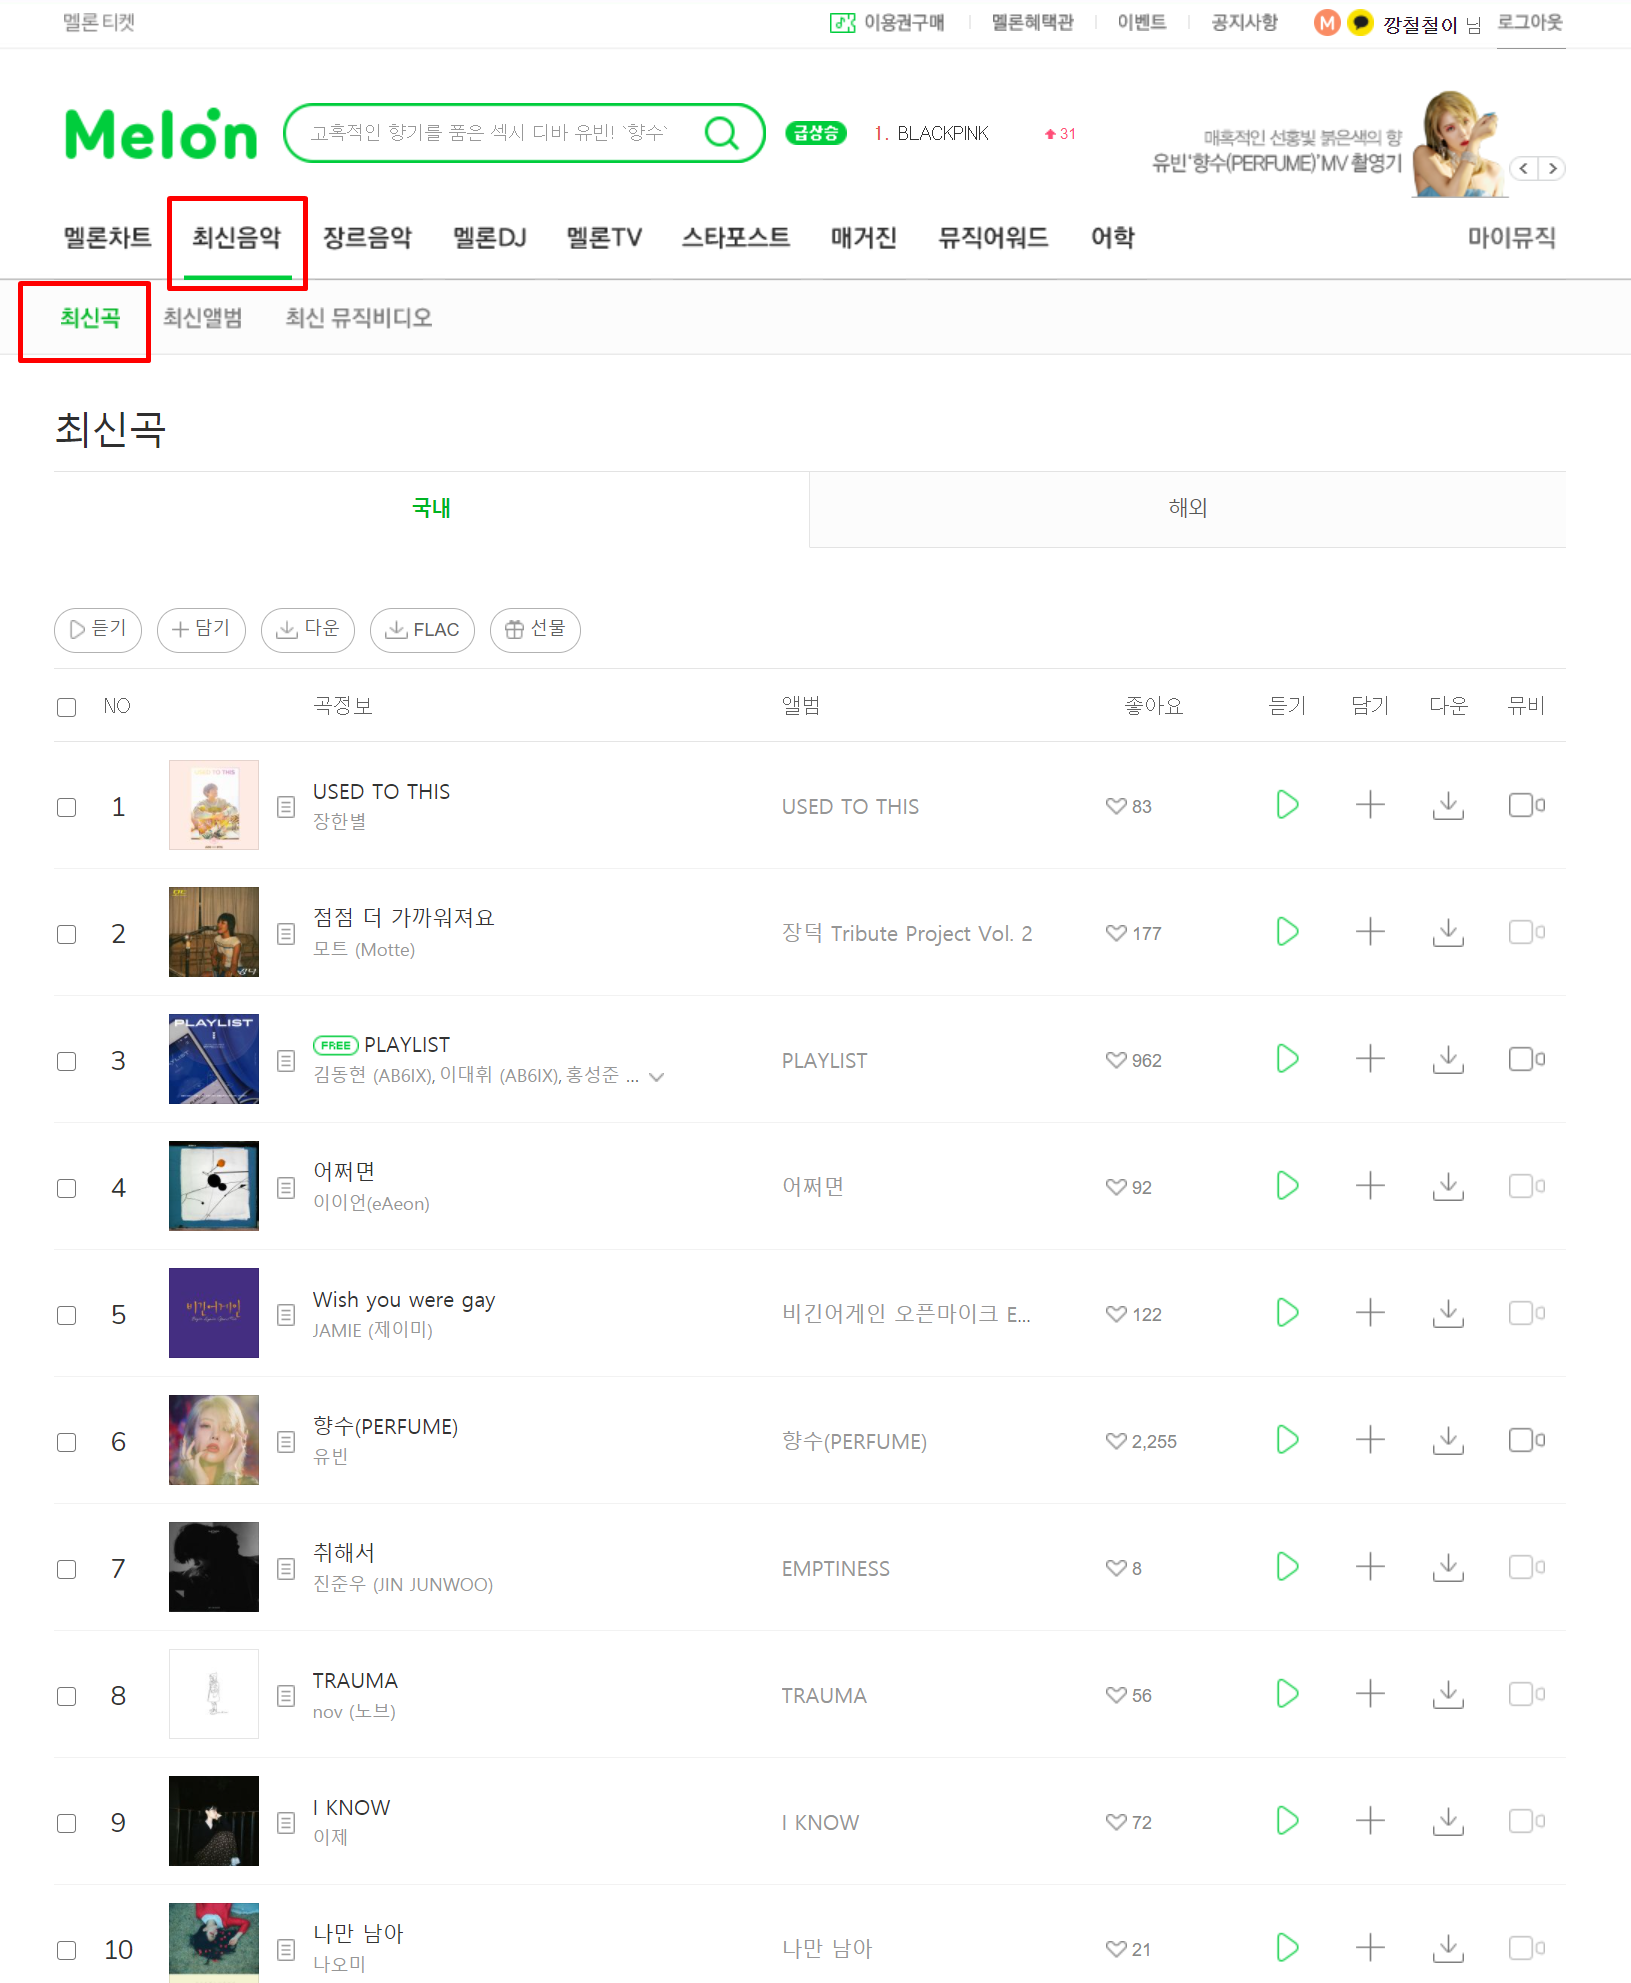 멜론티켓
이용권구매 멜론혜택관 이벤트 공지사항 M 깡철철이 님 로그아웃
Melon
고혹적인 향기를 품은 섹시 디바 유빈! `향수`
급상승 1. BLACKPINK 31
매혹적인 선홍빛 붉은색의 향
유빈‘향수(PERFUME)’MV 촬영기
멜론차트 최신음악 장르음악 멜론DJ 멜론TV 스타포스트 매거진 뮤직어워드 어학 마이뮤직
최신곡 최신앨범 최신 뮤직비디오
최신곡
국내 해외
듣기 담기 다운 FLAC 선물
NO 곡정보 앨범 좋아요 듣기 담기 다운 뮤비
USED TO THIS
1 USED TO THIS USED TO THIS 83
장한별
2 점점 더 가까워져요 장덕 Tribute Project Vol. 2 177
모트 (Motte)
PLAYLIST
3 FREE PLAYLIST PLAYLIST 962
김동현 (AB6IX), 이대휘 (AB6IX), 홍성준 ...
4 어쩌면 어쩌면 92
이이언(eAeon)
비긴어게인
5 Wish you were gay 비긴어게인 오픈마이크 E... 122
JAMIE (제이미)
6 향수(PERFUME) 향수(PERFUME) 2,255
유빈
7 취해서 EMPTINESS 8
진준우 (JIN JUNWOO)
8 TRAUMA TRAUMA 56
nov (노브)
9 I KNOW I KNOW 72
이제
10 나만 남아 나만 남아 21
나오미